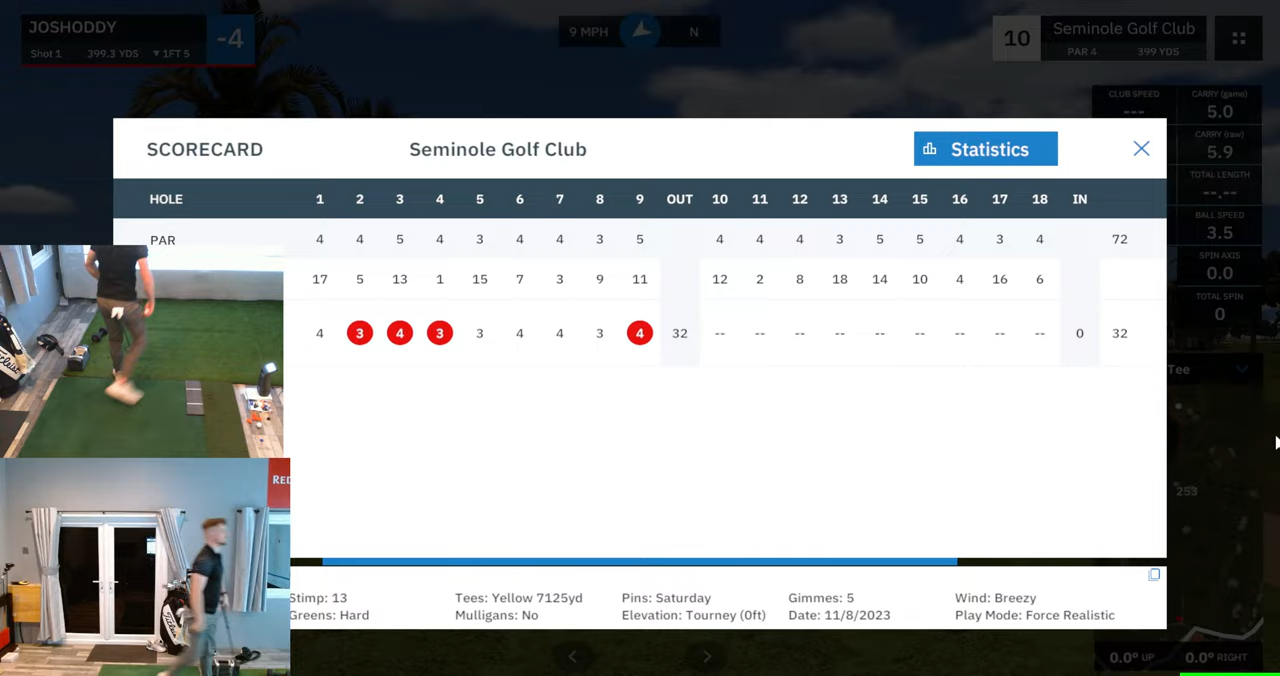 JOSHODDY
-4
Shot 1 399.3 YDS ▼1FT 5
9 MPH N
10
Seminole Golf Club
PAR 4 399 YDS
CLUB SPEED
---
CARRY (game)
5.0
CARRY (raw)
5.9
TOTAL LENGTH
--.--
BALL SPEED
3.5
SPIN AXIS
0.0
TOTAL SPIN
0
SCORECARD Seminole Golf Club Statistics
HOLE 1 2 3 4 5 6 7 8 9 OUT 10 11 12 13 14 15 16 17 18 IN
PAR 4 4 5 4 3 4 4 3 5 4 4 4 3 5 5 4 3 4 72
17 5 13 1 15 7 3 9 11 12 2 8 18 14 10 4 16 6
4 3 4 3 3 4 4 3 4 32 -- -- -- -- -- -- -- -- -- 0 32
Tee
253
Titleist
RED
Titleist
Stimp: 13 Tees: Yellow 7125yd Pins: Saturday Gimmes: 5 Wind: Breezy
Greens: Hard Mulligans: No Elevation: Tourney (0ft) Date: 11/8/2023 Play Mode: Force Realistic
0.0° UP 0.0° RIGHT